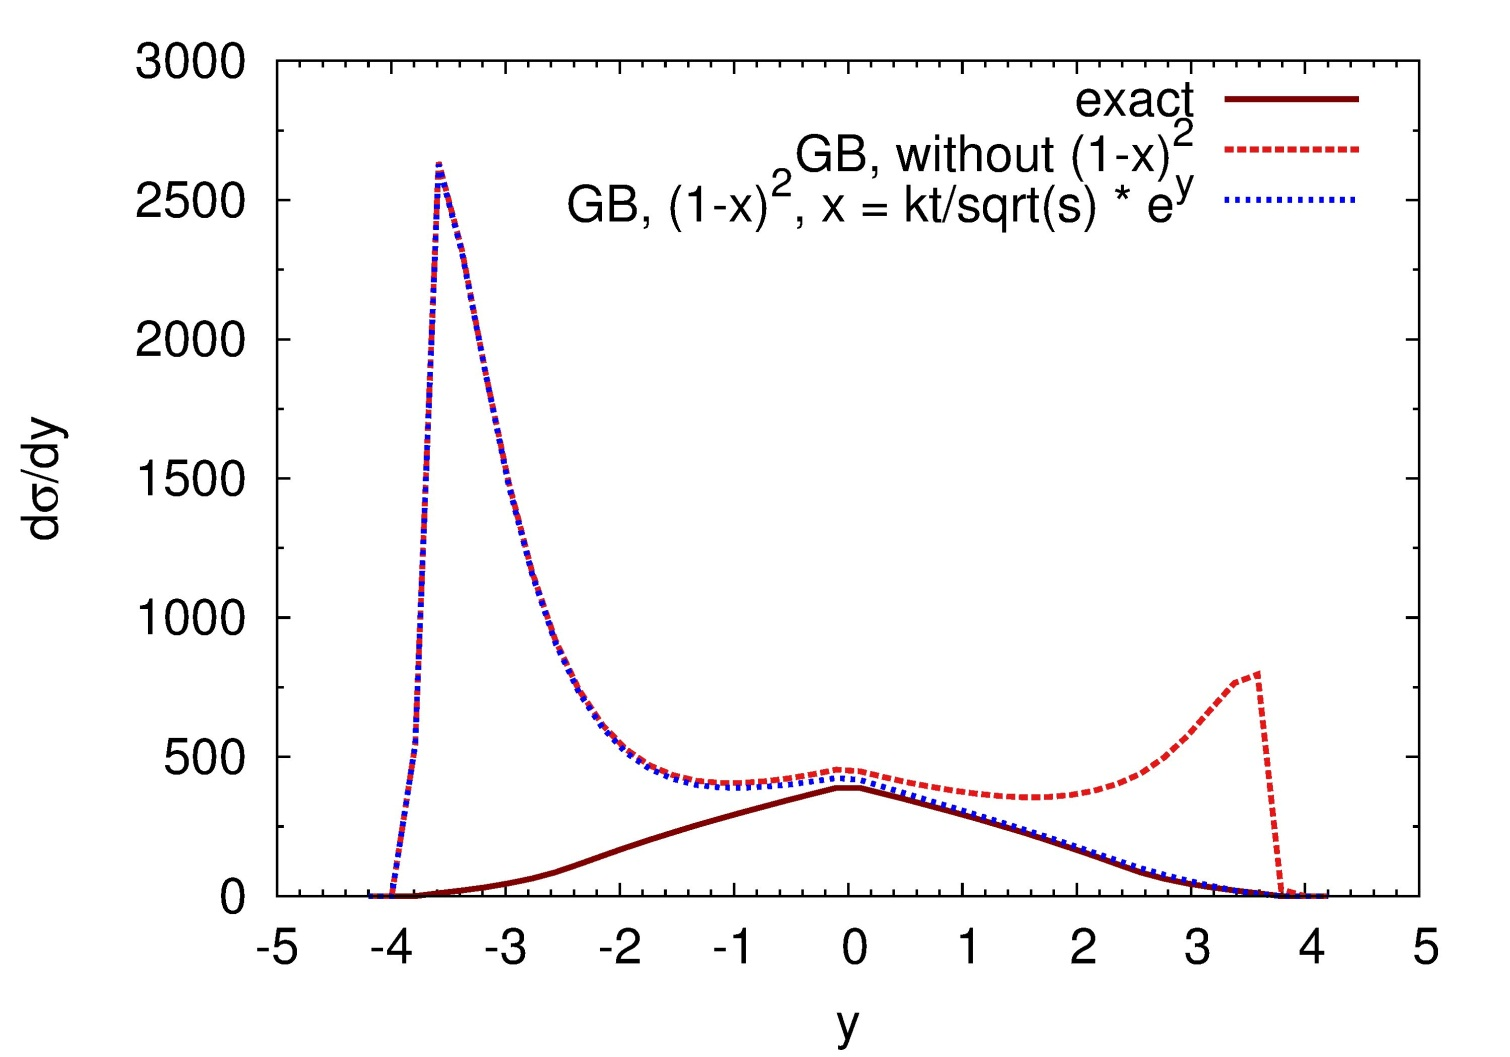 3000
2500
2000
1500
1000
500
0
dσ/dy
exact
GB, without (1-x)²
GB, (1-x)², x = kt/sqrt(s) * e^y
-5 -4 -3 -2 -1 0 1 2 3 4 5
y